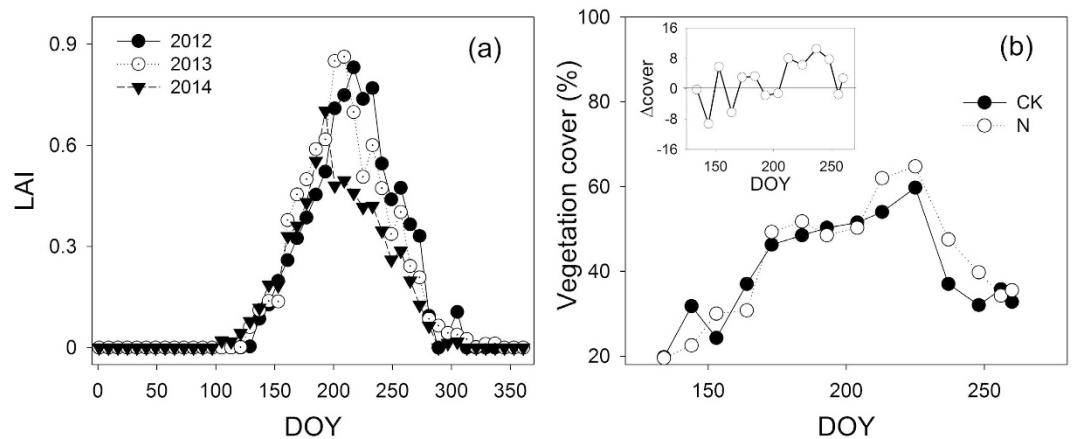 0.9
0.6
0.3
0
LAI
2012
2013
2014
(a)
0 50 100 150 200 250 300 350
DOY
100
80
60
40
20
Vegetation cover (%)
(b)
CK
N
16
8
0
-8
-16
Δcover
150 200 250
DOY
150 200 250
DOY